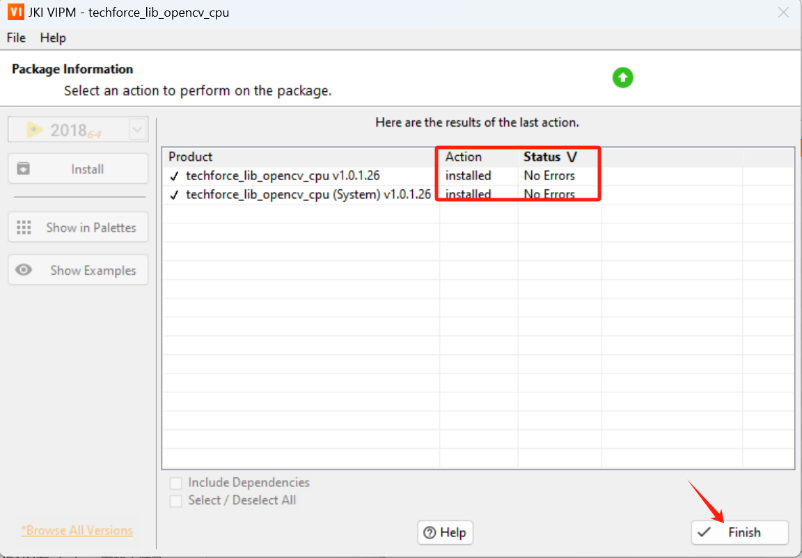 VI JKI VIPM - techforce_lib_opencv_cpu
File Help
Package Information
Select an action to perform on the package.
2018 64
Install
Show in Palettes
Show Examples
*Browse All Versions
Here are the results of the last action.
Product Action Status V
✓ techforce_lib_opencv_cpu v1.0.1.26 installed No Errors
✓ techforce_lib_opencv_cpu (System) v1.0.1.26 installed No Errors
Include Dependencies
Select / Deselect All
Help
Finish